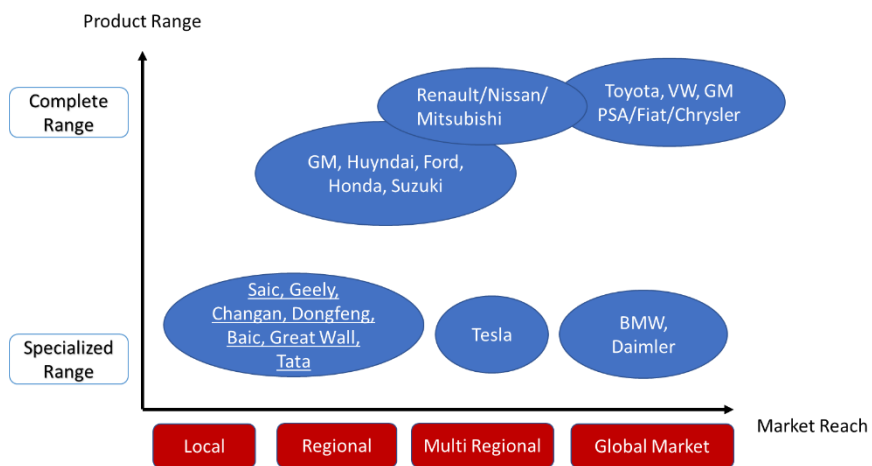 Product Range
Complete
Range
Renault/Nissan/
Mitsubishi
Toyota, VW, GM
PSA/Fiat/Chrysler
GM, Huyndai, Ford,
Honda, Suzuki
Saic, Geely,
Changan, Dongfeng,
Baic, Great Wall,
Tata
Tesla
BMW,
Daimler
Specialized
Range
Market Reach
Local
Regional
Multi Regional
Global Market